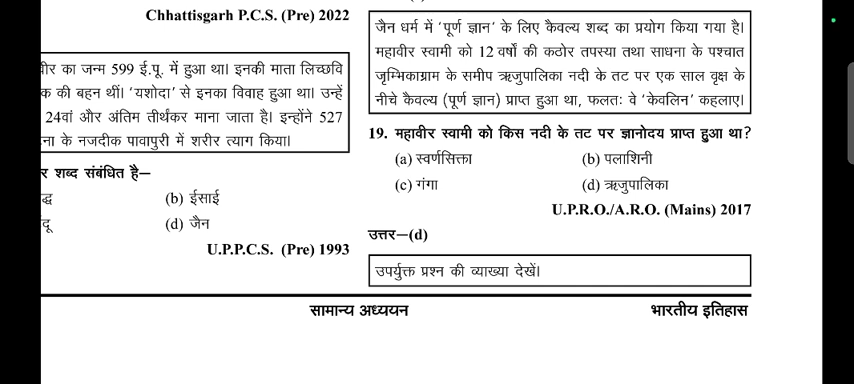 Chhattisgarh P.C.S. (Pre) 2022
का जन्म 599 ई.पू. में हुआ था। इनकी माता लिच्छवि
की बहन थीं। 'यशोदा' से इनका विवाह हुआ था। उन्हें
24वां और अंतिम तीर्थंकर माना जाता है। इन्होंने 527
के नजदीक पावापुरी में शरीर त्याग किया।
शब्द संबंधित है—
(b) ईसाई
(d) जैन
U.P.P.C.S. (Pre) 1993
जैन धर्म में 'पूर्ण ज्ञान' के लिए कैवल्य शब्द का प्रयोग किया गया है।
महावीर स्वामी को 12 वर्षों की कठोर तपस्या तथा साधना के पश्चात
जृम्भिकाग्राम के समीप ऋजुपालिका नदी के तट पर एक साल वृक्ष के
नीचे कैवल्य (पूर्ण ज्ञान) प्राप्त हुआ था, फलतः वे 'केवलिन' कहलाए।
19. महावीर स्वामी को किस नदी के तट पर ज्ञानोदय प्राप्त हुआ था?
(a) स्वर्णसिक्ता (b) पलाशिनी
(c) गंगा (d) ऋजुपालिका
U.P.R.O./A.R.O. (Mains) 2017
उत्तर—(d)
उपर्युक्त प्रश्न की व्याख्या देखें।
सामान्य अध्ययन भारतीय इतिहास